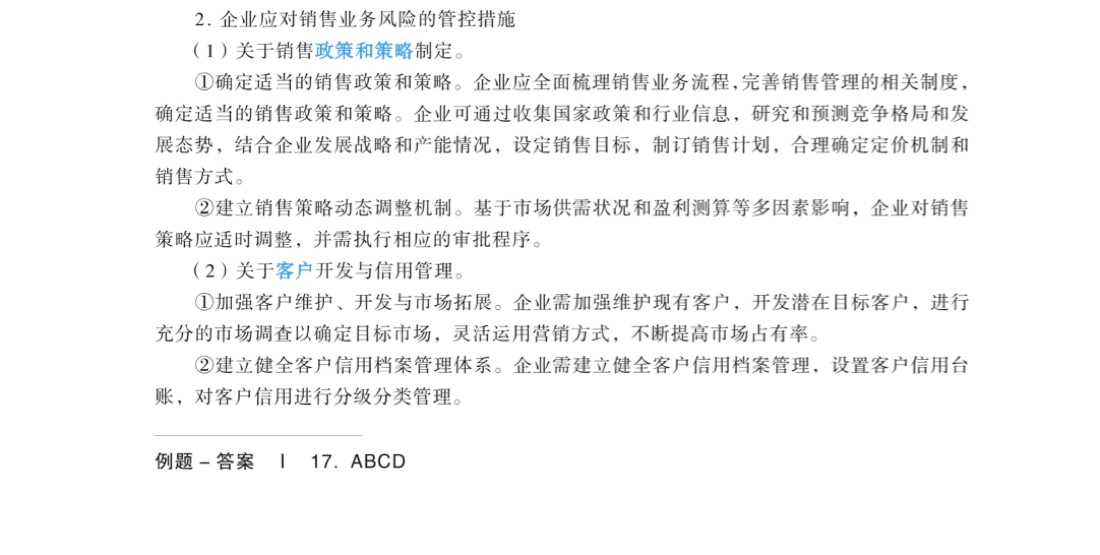 2. 企业应对销售业务风险的管控措施
（1）关于销售政策和策略制定。
①确定适当的销售政策和策略。企业应全面梳理销售业务流程,完善销售管理的相关制度，
确定适当的销售政策和策略。企业可通过收集国家政策和行业信息，研究和预测竞争格局和发
展态势，结合企业发展战略和产能情况，设定销售目标，制订销售计划，合理确定定价机制和
销售方式。
②建立销售策略动态调整机制。基于市场供需状况和盈利测算等多因素影响，企业对销售
策略应适时调整，并需执行相应的审批程序。
（2）关于客户开发与信用管理。
①加强客户维护、开发与市场拓展。企业需加强维护现有客户，开发潜在目标客户，进行
充分的市场调查以确定目标市场，灵活运用营销方式，不断提高市场占有率。
②建立健全客户信用档案管理体系。企业需建立健全客户信用档案管理，设置客户信用台
账，对客户信用进行分级分类管理。
例题 – 答案 | 17. ABCD